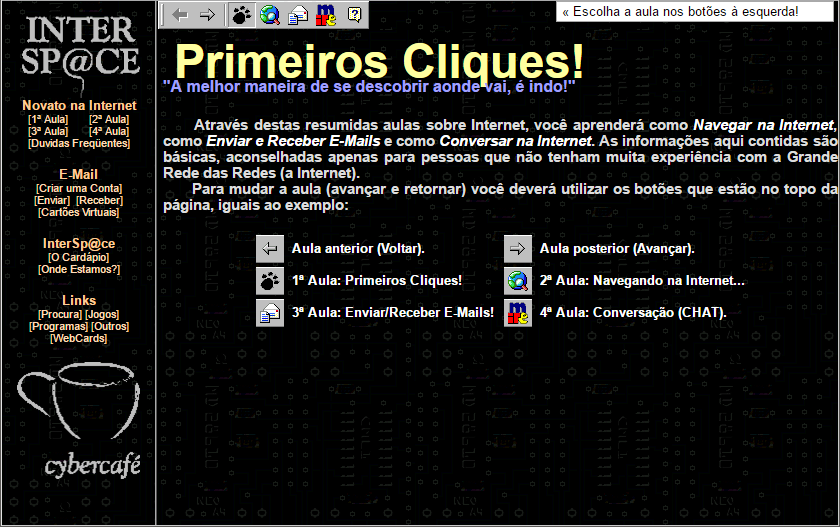 INTER
SP@CE
Novato na Internet
[1ª Aula] [2ª Aula]
[3ª Aula] [4ª Aula]
[Duvidas Freqüentes]
E-Mail
[Criar uma Conta]
[Enviar] [Receber]
[Cartões Virtuais]
InterSp@ce
[O Cardápio]
[Onde Estamos?]
Links
[Procura] [Jogos]
[Programas] [Outros]
[WebCards]
cybercafé
« Escolha a aula nos botões à esquerda!
Primeiros Cliques!
"A melhor maneira de se descobrir aonde vai, é indo!"
Através destas resumidas aulas sobre Internet, você aprenderá como Navegar na Internet,
como Enviar e Receber E-Mails e como Conversar na Internet. As informações aqui contidas são
básicas, aconselhadas apenas para pessoas que não tenham muita experiência com a Grande
Rede das Redes (a Internet).
Para mudar a aula (avançar e retornar) você deverá utilizar os botões que estão no topo da
página, iguais ao exemplo:
Aula anterior (Voltar). Aula posterior (Avançar).
1ª Aula: Primeiros Cliques! 2ª Aula: Navegando na Internet...
3ª Aula: Enviar/Receber E-Mails! 4ª Aula: Conversação (CHAT).